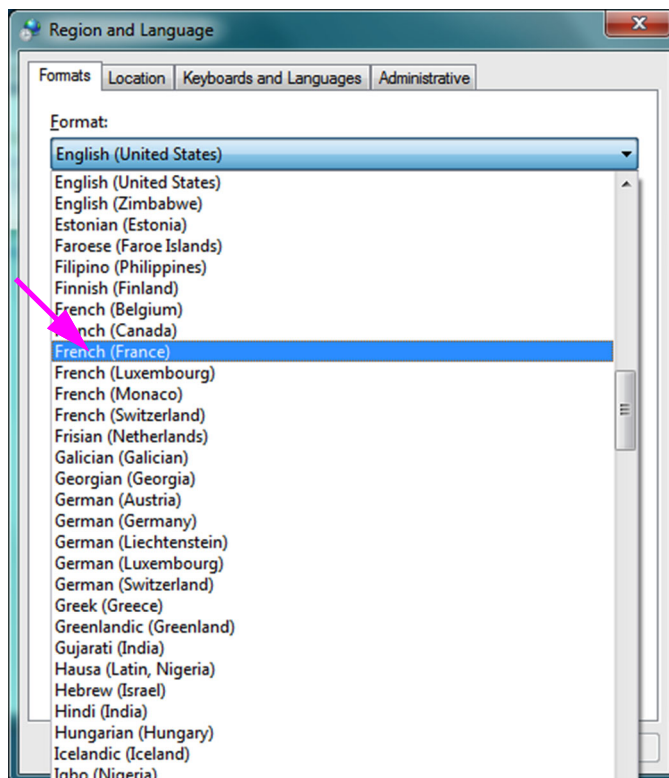 Region and Language
Formats Location Keyboards and Languages Administrative
Format:
English (United States)
English (United States)
English (Zimbabwe)
Estonian (Estonia)
Faroese (Faroe Islands)
Filipino (Philippines)
Finnish (Finland)
French (Belgium)
French (Canada)
French (France)
French (Luxembourg)
French (Monaco)
French (Switzerland)
Frisian (Netherlands)
Galician (Galician)
Georgian (Georgia)
German (Austria)
German (Germany)
German (Liechtenstein)
German (Luxembourg)
German (Switzerland)
Greek (Greece)
Greenlandic (Greenland)
Gujarati (India)
Hausa (Latin, Nigeria)
Hebrew (Israel)
Hindi (India)
Hungarian (Hungary)
Icelandic (Iceland)
Igbo (Nigeria)